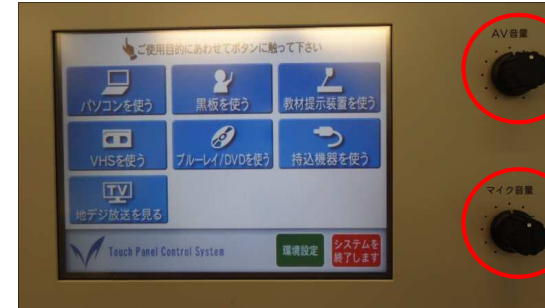 ご使用目的にあわせてボタンに触って下さい
AV音量
パソコンを使う
黒板を使う
教材提示装置を使う
VHSを使う
ブルーレイ/DVDを使う
持込機器を使う
マイク音量
TV
地デジ放送を見る
Touch Panel Control System
環境設定
システムを
終了します